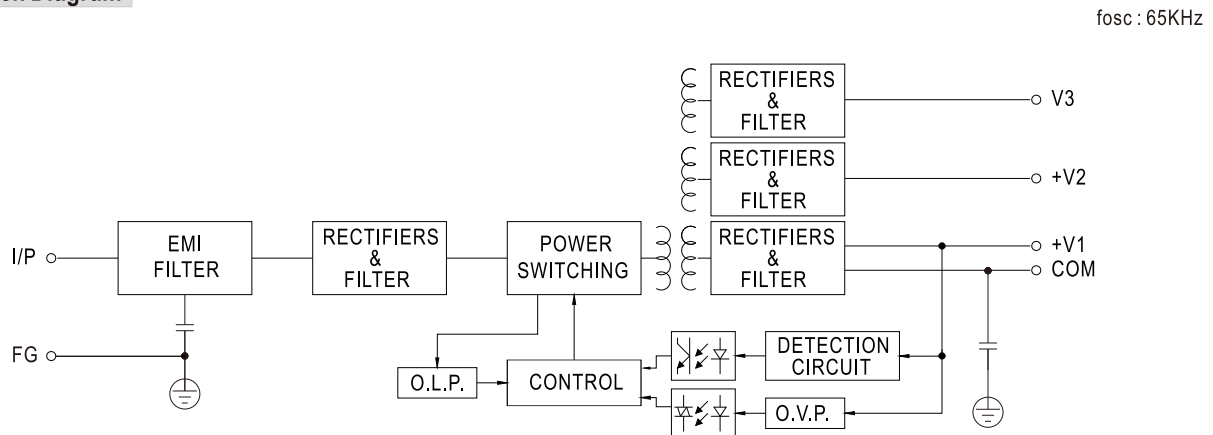 fosc : 65KHz
RECTIFIERS
&
FILTER
V3
RECTIFIERS
&
FILTER
+V2
I/P
EMI
FILTER
RECTIFIERS
&
FILTER
POWER
SWITCHING
RECTIFIERS
&
FILTER
+V1
COM
FG
O.L.P.
CONTROL
DETECTION
CIRCUIT
O.V.P.